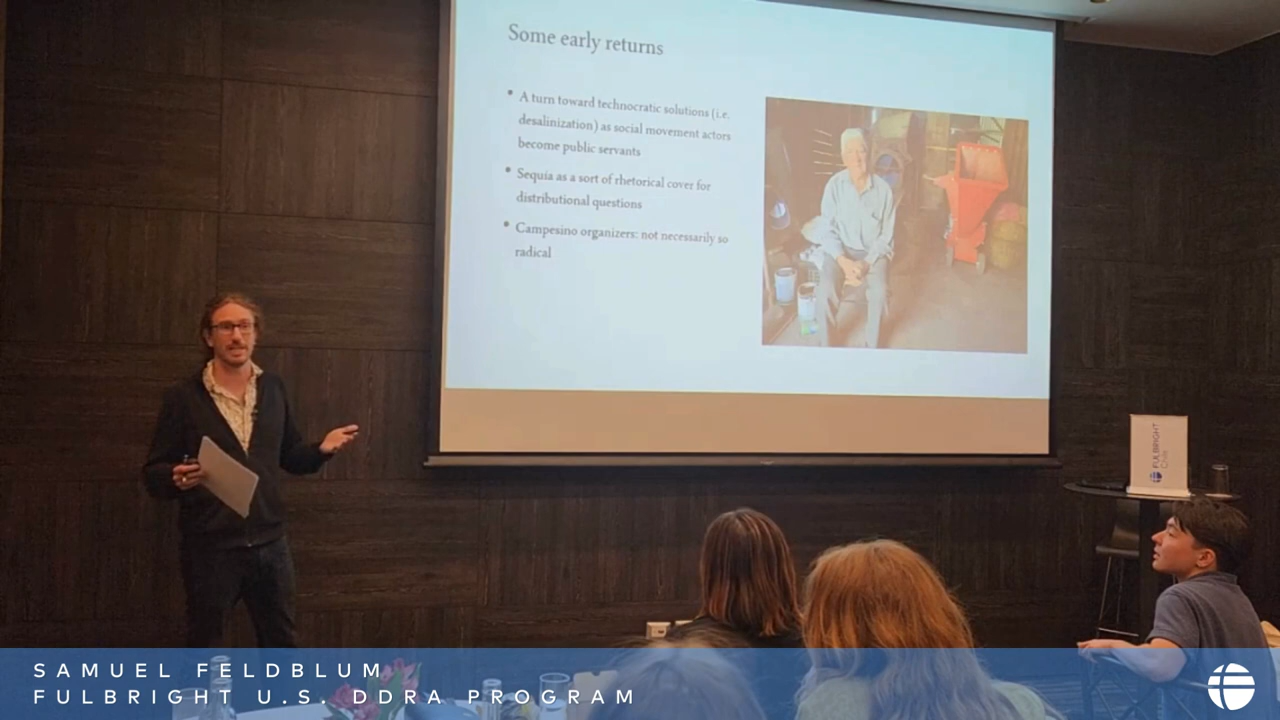 Some early returns
• A turn toward technocratic solutions (i.e.
desalinization) as social movement actors
become public servants
• Sequía as a sort of rhetorical cover for
distributional questions
• Campesino organizers: not necessarily so
radical
FULBRIGHT
SAMUEL FELDBLUM
FULBRIGHT U.S. DDRA PROGRAM